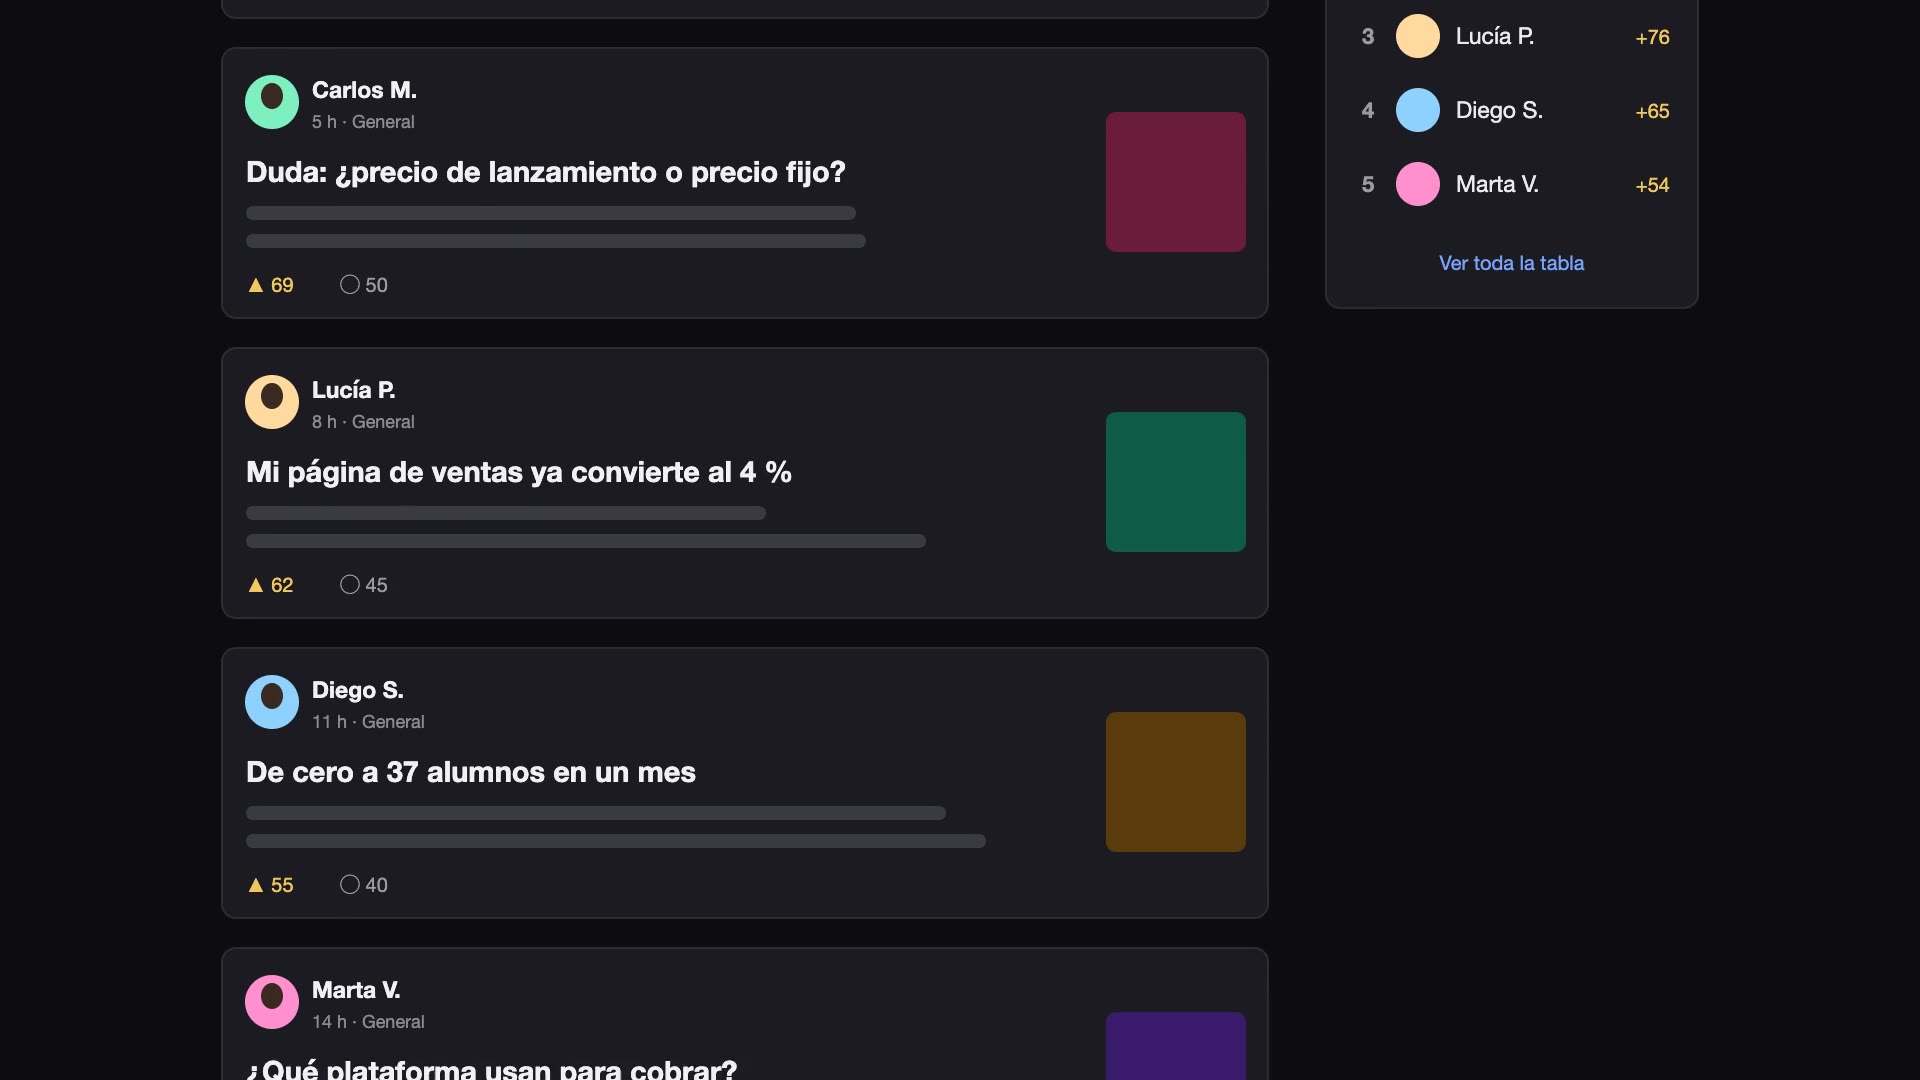 Carlos M.
5 h · General
Duda: ¿precio de lanzamiento o precio fijo?
▲ 69 ◯ 50
Lucía P.
8 h · General
Mi página de ventas ya convierte al 4 %
▲ 62 ◯ 45
Diego S.
11 h · General
De cero a 37 alumnos en un mes
▲ 55 ◯ 40
Marta V.
14 h · General
¿Qué plataforma usan para cobrar?
3 Lucía P. +76
4 Diego S. +65
5 Marta V. +54
Ver toda la tabla